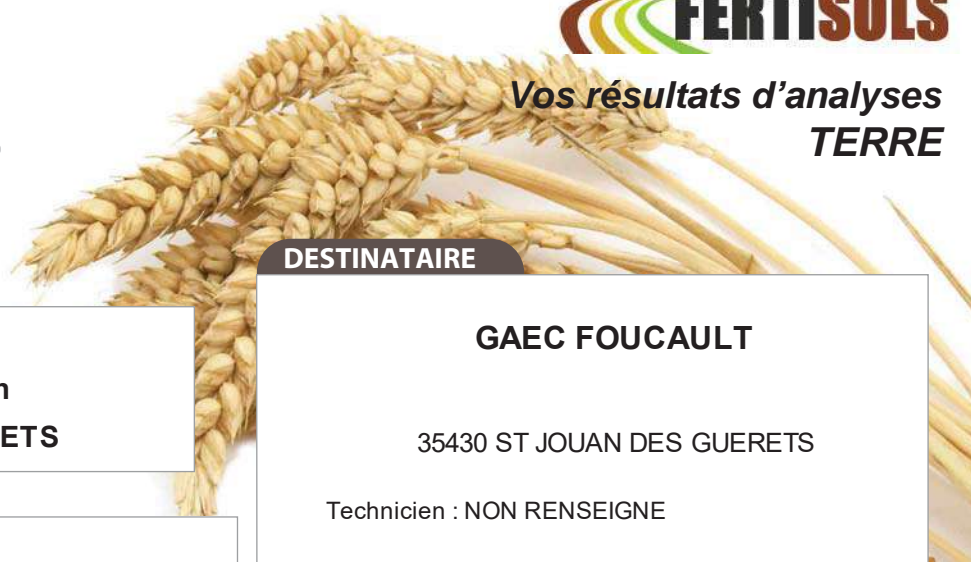 FERTISOLS
Vos résultats d’analyses
TERRE
DESTINATAIRE
GAEC FOUCAULT
35430 ST JOUAN DES GUERETS
Technicien : NON RENSEIGNE